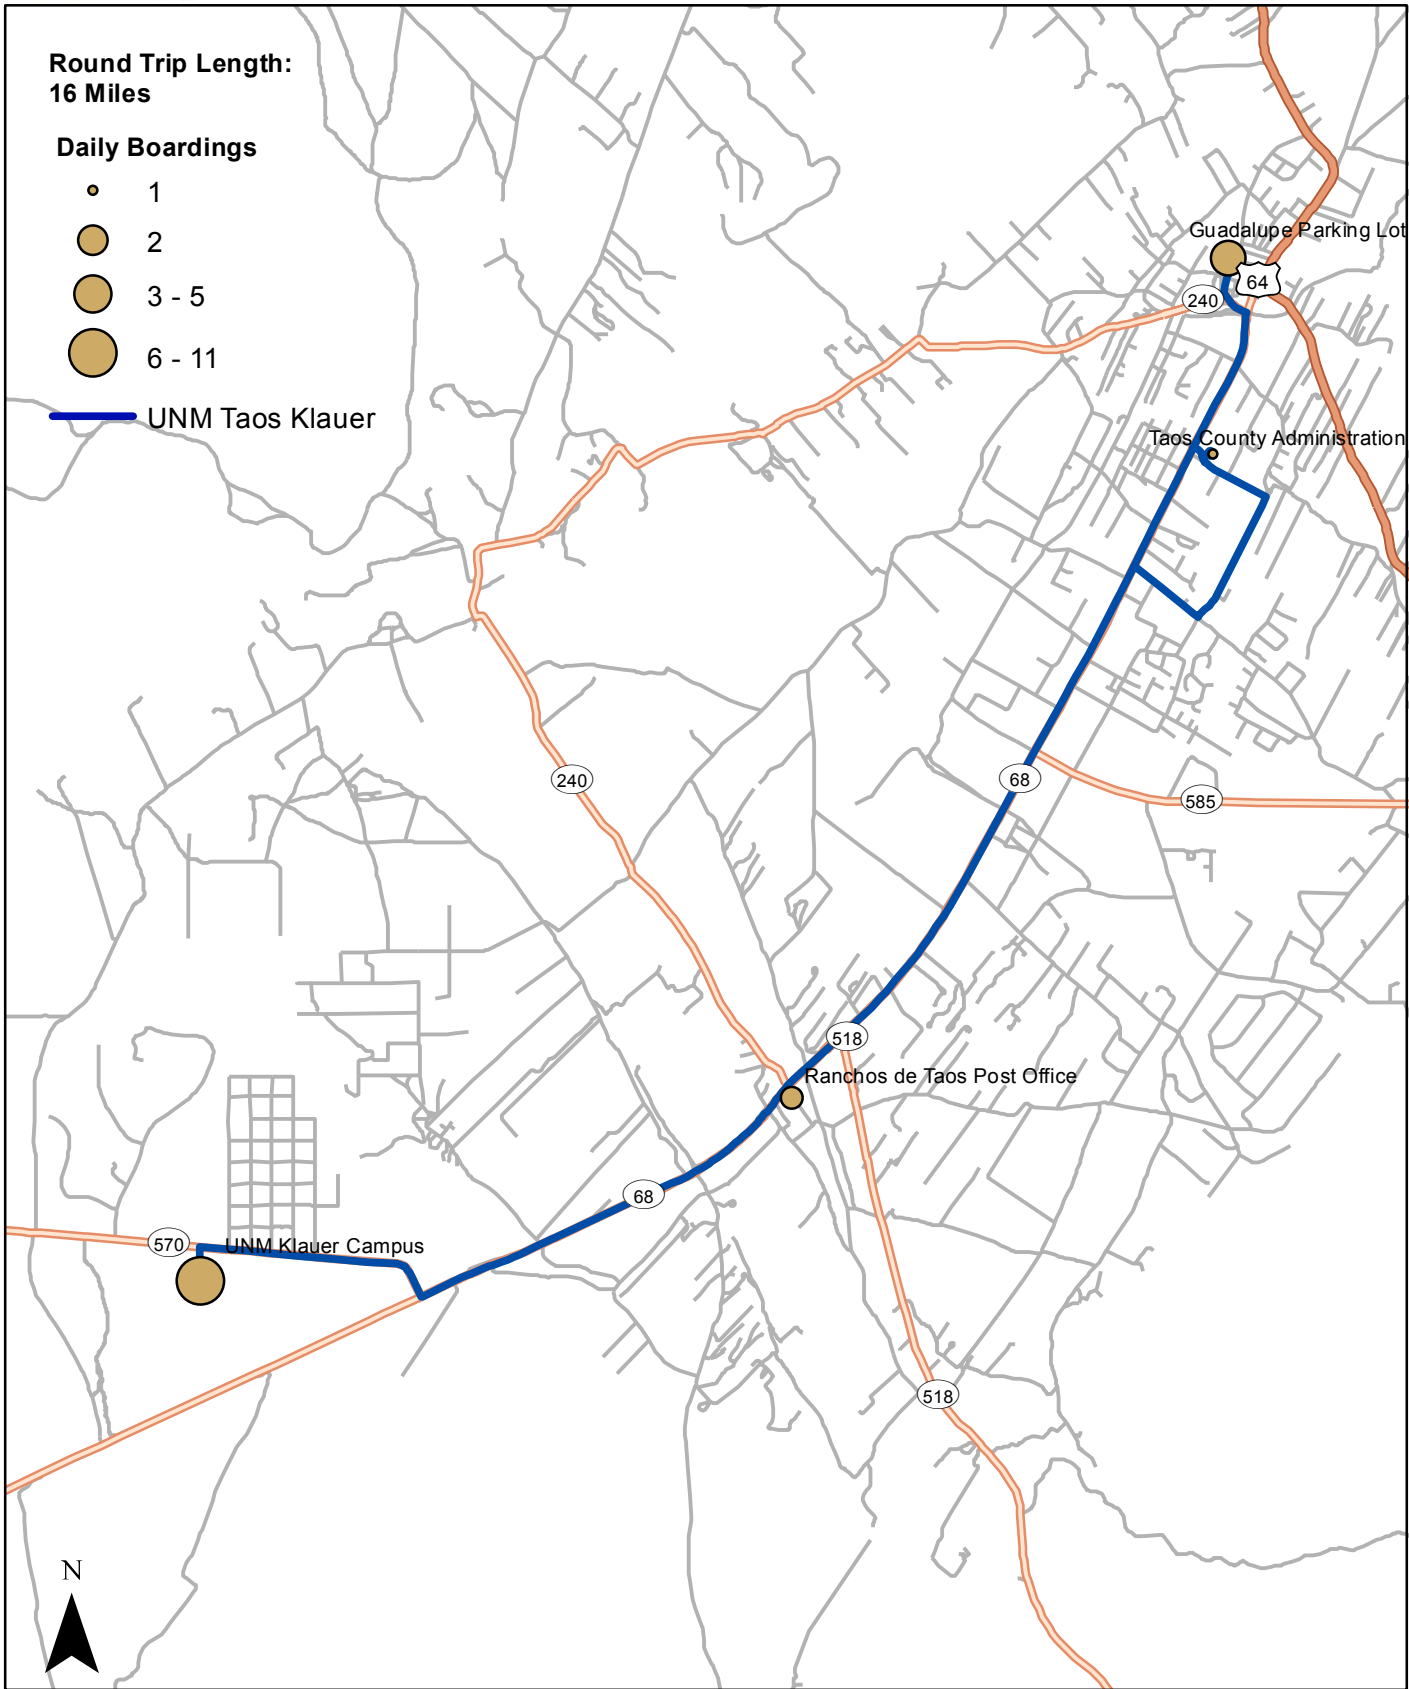 Round Trip Length:
16 Miles
Daily Boardings
1
2
3 - 5
6 - 11
UNM Taos Klauer
Guadalupe Parking Lot
64
240
Taos County Administration
240
68
585
518
Ranchos de Taos Post Office
68
570
UNM Klauer Campus
518
N